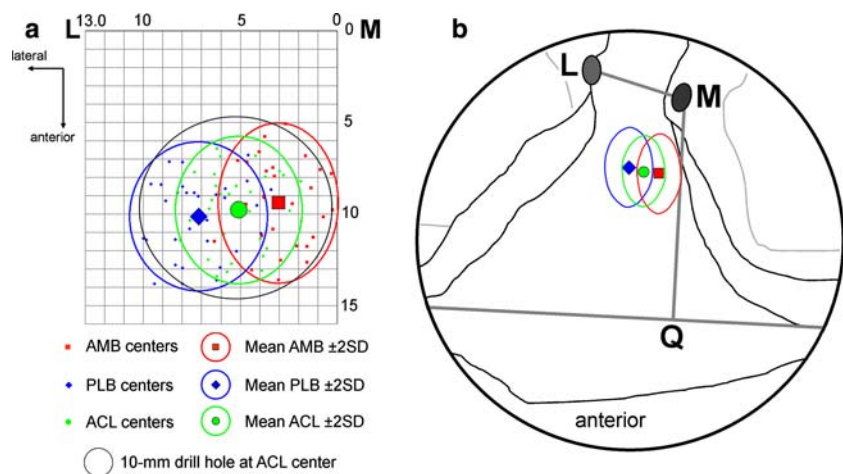 a
L
13.0 10 5 0
M
0
lateral
anterior
5
10
15
AMB centers Mean AMB ±2SD
PLB centers Mean PLB ±2SD
ACL centers Mean ACL ±2SD
10-mm drill hole at ACL center
b
L
M
Q
anterior